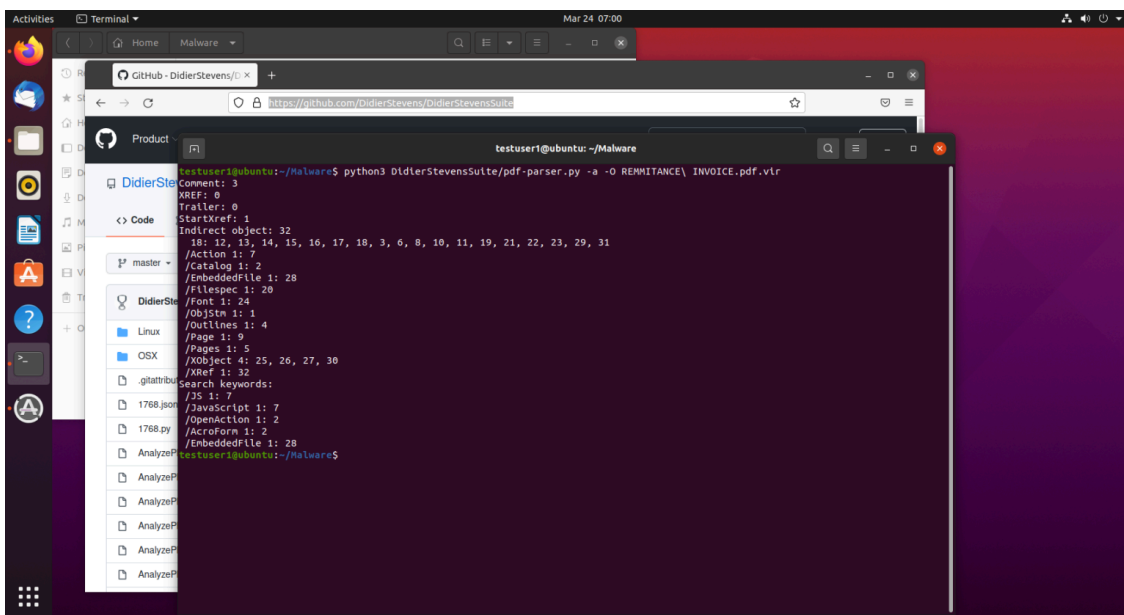 Activities
Terminal
Mar 24 07:00
Home Malware
GitHub - DidierStevens/D
https://github.com/DidierStevens/DidierStevensSuite
Product
testuser1@ubuntu: ~/Malware
DidierSte
<> Code
master
DidierSte
Linux
OSX
.gitattribut
1768.json
1768.py
AnalyzeP
AnalyzeP
AnalyzeP
AnalyzeP
AnalyzeP
AnalyzeP
testuser1@ubuntu:~/Malware$ python3 DidierStevensSuite/pdf-parser.py -a -O REMMITANCE\ INVOICE.pdf.vir
Comment: 3
XREF: 0
Trailer: 0
StartXref: 1
Indirect object: 32
18: 12, 13, 14, 15, 16, 17, 18, 3, 6, 8, 10, 11, 19, 21, 22, 23, 29, 31
/Action 1: 7
/Catalog 1: 2
/EmbeddedFile 1: 28
/Filespec 1: 20
/Font 1: 24
/ObjStm 1: 1
/Outlines 1: 4
/Page 1: 9
/Pages 1: 5
/XObject 4: 25, 26, 27, 30
/XRef 1: 32
Search keywords:
/JS 1: 7
/JavaScript 1: 7
/OpenAction 1: 2
/AcroForm 1: 2
/EmbeddedFile 1: 28
testuser1@ubuntu:~/Malware$